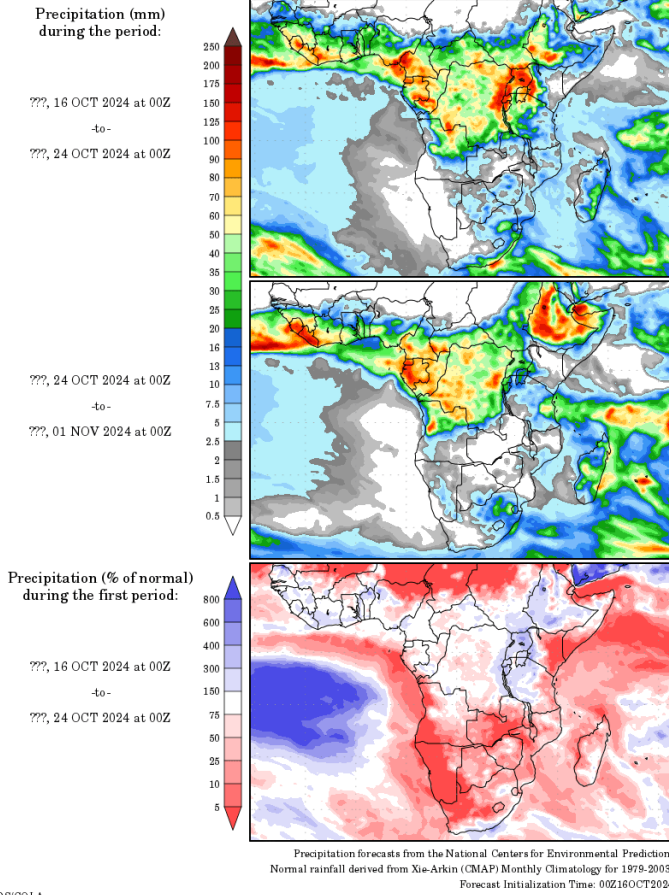 Precipitation (mm)
during the period:
250
200
175
150
125
100
90
80
70
60
50
40
35
30
25
20
16
13
10
7.5
5
2.5
2
1.5
1
0.5
???, 16 OCT 2024 at 00Z
-to-
???, 24 OCT 2024 at 00Z
???, 24 OCT 2024 at 00Z
-to-
???, 01 NOV 2024 at 00Z
Precipitation (% of normal)
during the first period:
800
600
400
300
150
75
50
25
10
5
???, 16 OCT 2024 at 00Z
-to-
???, 24 OCT 2024 at 00Z
Precipitation forecasts from the National Centers for Environmental Prediction
Normal rainfall derived from Xie-Arkin (CMAP) Monthly Climatology for 1979-2003
Forecast Initialization Time: 00Z16OCT202